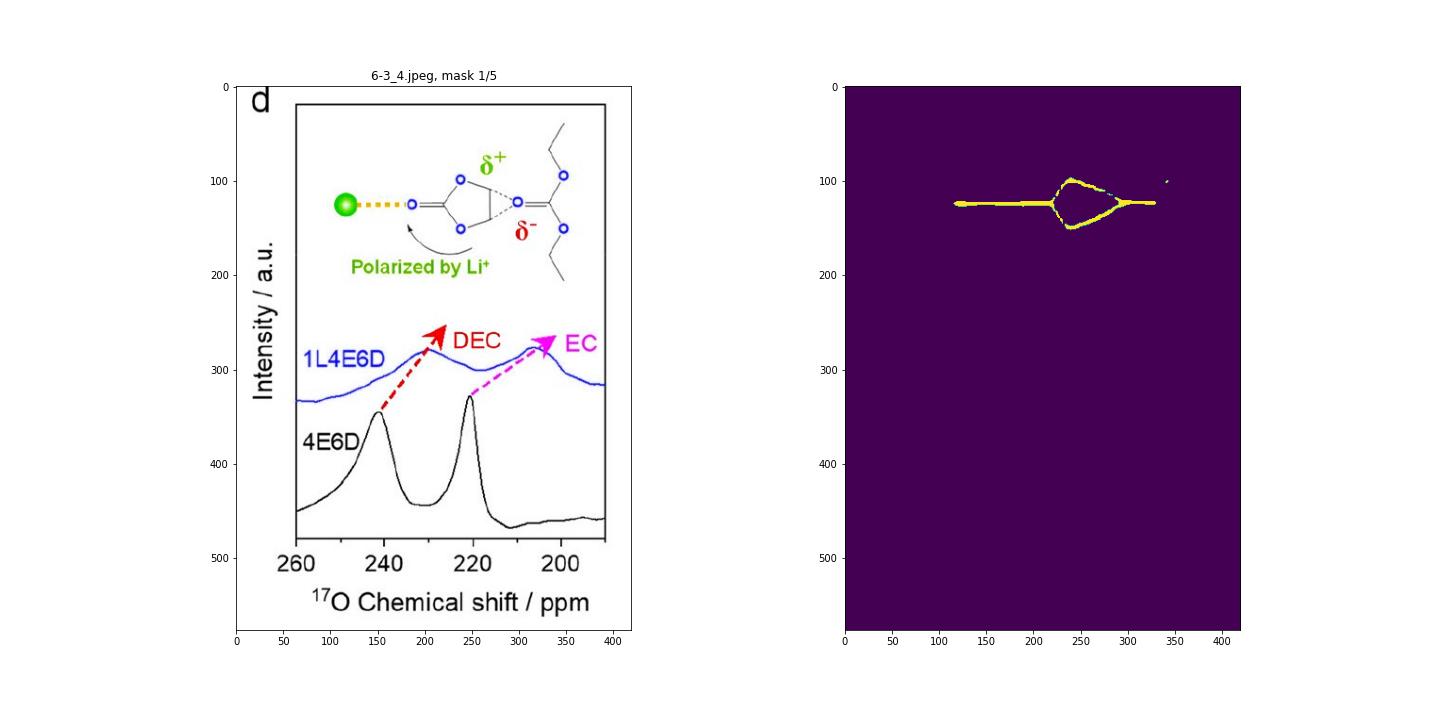 6-3_4.jpeg, mask 1/5
d
δ+
O
O
O
O
O
O
δ-
Polarized by Li+
Intensity / a.u.
DEC
EC
1L4E6D
4E6D
260 240 220 200
17O Chemical shift / ppm
0
100
200
300
400
500
0 50 100 150 200 250 300 350 400
0
100
200
300
400
500
0 50 100 150 200 250 300 350 400